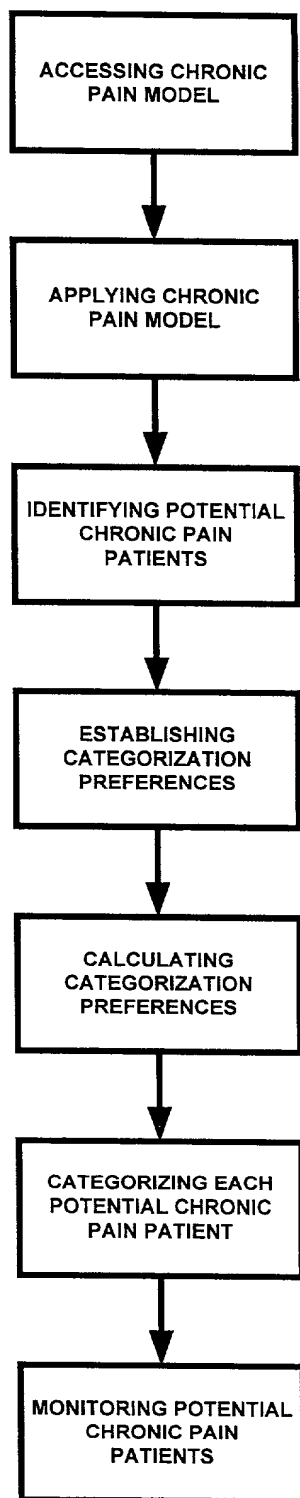 ACCESSING CHRONIC
PAIN MODEL
APPLYING CHRONIC
PAIN MODEL
IDENTIFYING POTENTIAL
CHRONIC PAIN
PATIENTS
ESTABLISHING
CATEGORIZATION
PREFERENCES
CALCULATING
CATEGORIZATION
PREFERENCES
CATEGORIZING EACH
POTENTIAL CHRONIC
PAIN PATIENT
MONITORING POTENTIAL
CHRONIC PAIN
PATIENTS